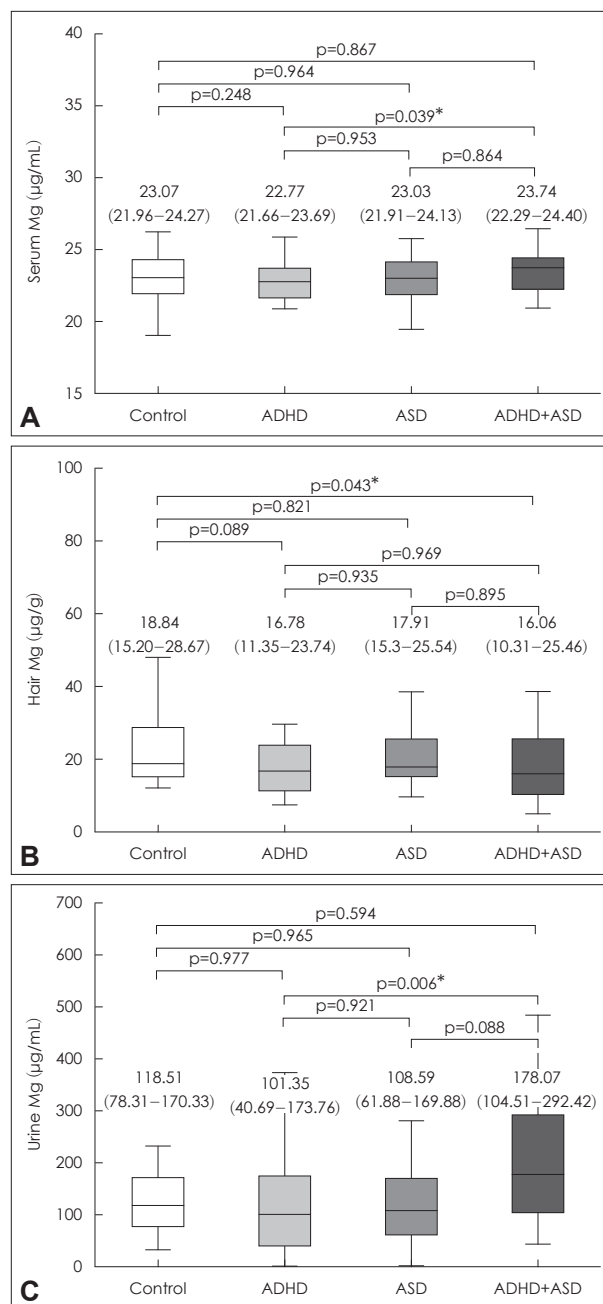 40
35
30
25
20
15
Serum Mg (µg/mL)
p=0.867
p=0.964
p=0.248
p=0.039*
p=0.953
p=0.864
23.07
(21.96–24.27)
22.77
(21.66–23.69)
23.03
(21.91–24.13)
23.74
(22.29–24.40)
Control ADHD ASD ADHD+ASD
A
100
80
60
40
20
0
Hair Mg (µg/g)
p=0.043*
p=0.821
p=0.089
p=0.969
p=0.935
p=0.895
18.84
(15.20–28.67)
16.78
(11.35–23.74)
17.91
(15.3–25.54)
16.06
(10.31–25.46)
Control ADHD ASD ADHD+ASD
B
700
600
500
400
300
200
100
0
Urine Mg (µg/mL)
p=0.594
p=0.965
p=0.977
p=0.006*
p=0.921
p=0.088
118.51
(78.31–170.33)
101.35
(40.69–173.76)
108.59
(61.88–169.88)
178.07
(104.51–292.42)
Control ADHD ASD ADHD+ASD
C